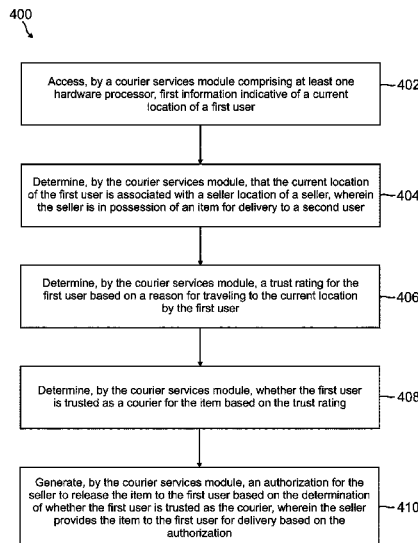 400
Access, by a courier services module comprising at least one
hardware processor, first information indicative of a current
location of a first user
402
Determine, by the courier services module, that the current location
of the first user is associated with a seller location of a seller, wherein
the seller is in possession of an item for delivery to a second user
404
Determine, by the courier services module, a trust rating for the
first user based on a reason for traveling to the current location
by the first user
406
Determine, by the courier services module, whether the first user
is trusted as a courier for the item based on the trust rating
408
Generate, by the courier services module, an authorization for the
seller to release the item to the first user based on the determination
of whether the first user is trusted as the courier, wherein the seller
provides the item to the first user for delivery based on the
authorization
410